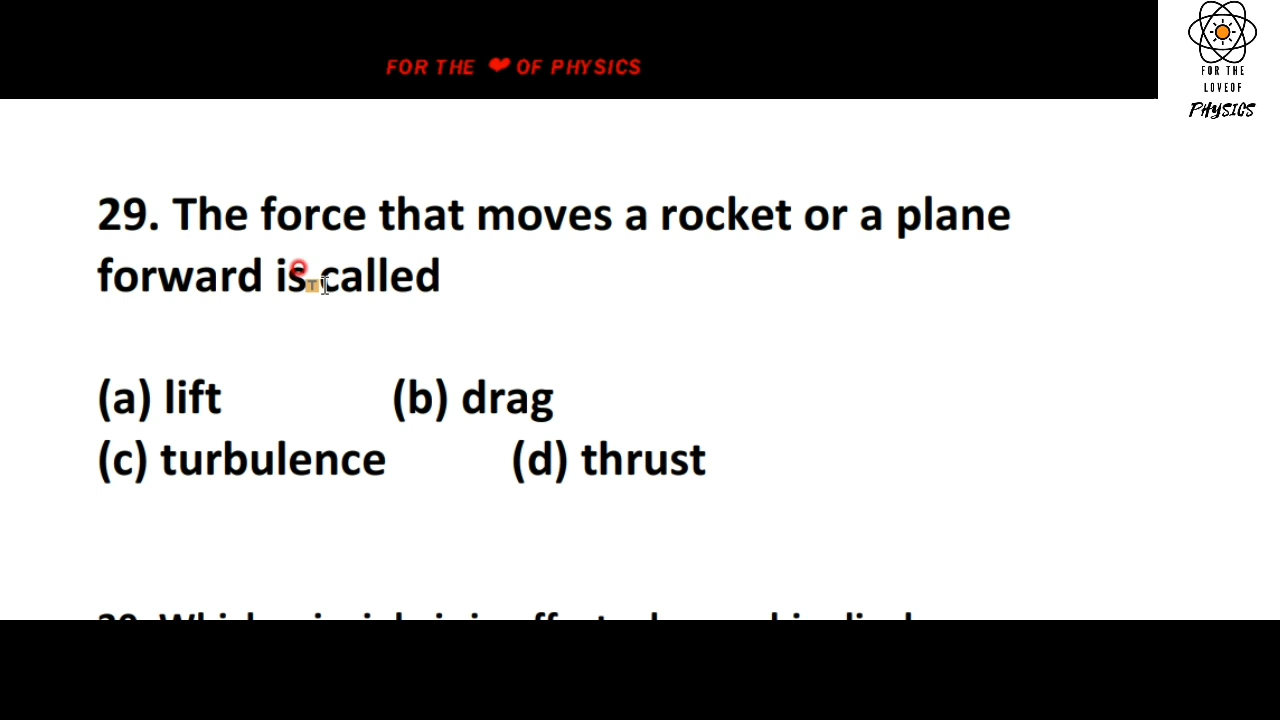 FOR THE ❤ OF PHYSICS
FOR THE
LOVEOF
PHYSICS
29. The force that moves a rocket or a plane
forward is called
(a) lift (b) drag
(c) turbulence (d) thrust